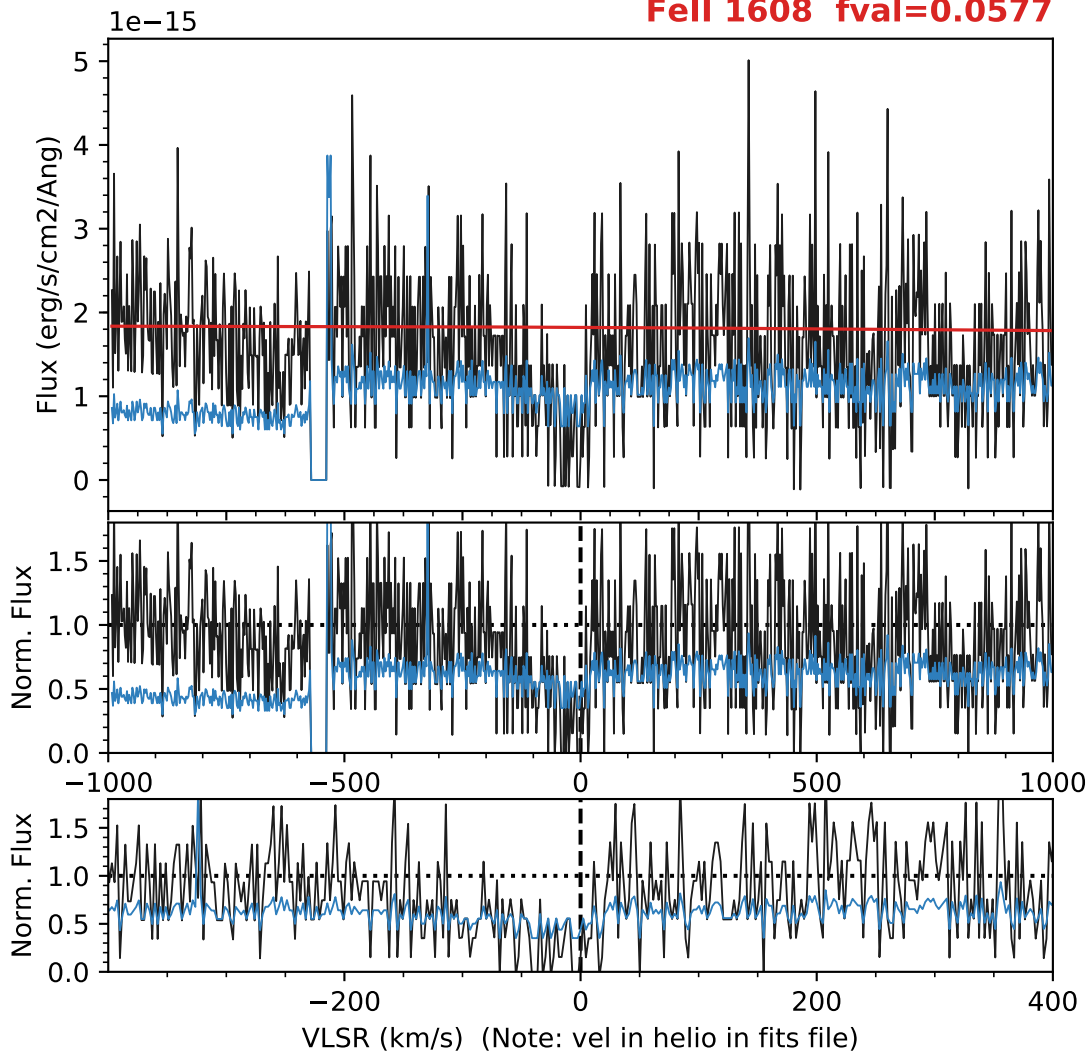 FeII 1608 fval=0.0577
1e−15
5
4
3
2
1
0
Flux (erg/s/cm2/Ang)
1.5
1.0
0.5
0.0
Norm. Flux
−1000 −500 0 500 1000
1.5
1.0
0.5
0.0
Norm. Flux
−200 0 200 400
VLSR (km/s) (Note: vel in helio in fits file)